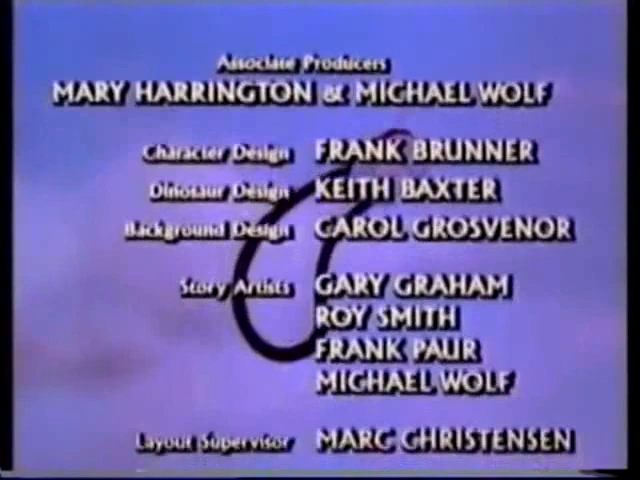 Associate Producers
MARY HARRINGTON & MICHAEL WOLF
Character Design FRANK BRUNNER
Dinosaur Design KEITH BAXTER
Background Design CAROL GROSVENOR
Story Artists GARY GRAHAM
ROY SMITH
FRANK PAUR
MICHAEL WOLF
Layout Supervisor MARC CHRISTENSEN